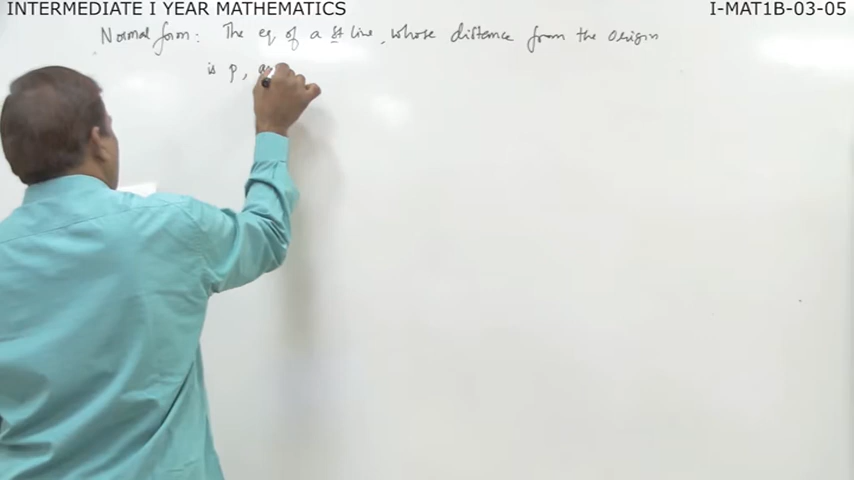 INTERMEDIATE I YEAR MATHEMATICS
I-MAT1B-03-05
Normal form: The eq of a st line, whose distance from the origin
is p,